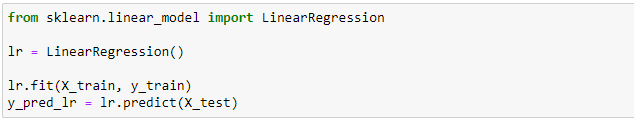 from sklearn.linear_model import LinearRegression
lr = LinearRegression()
lr.fit(X_train, y_train)
y_pred_lr = lr.predict(X_test)